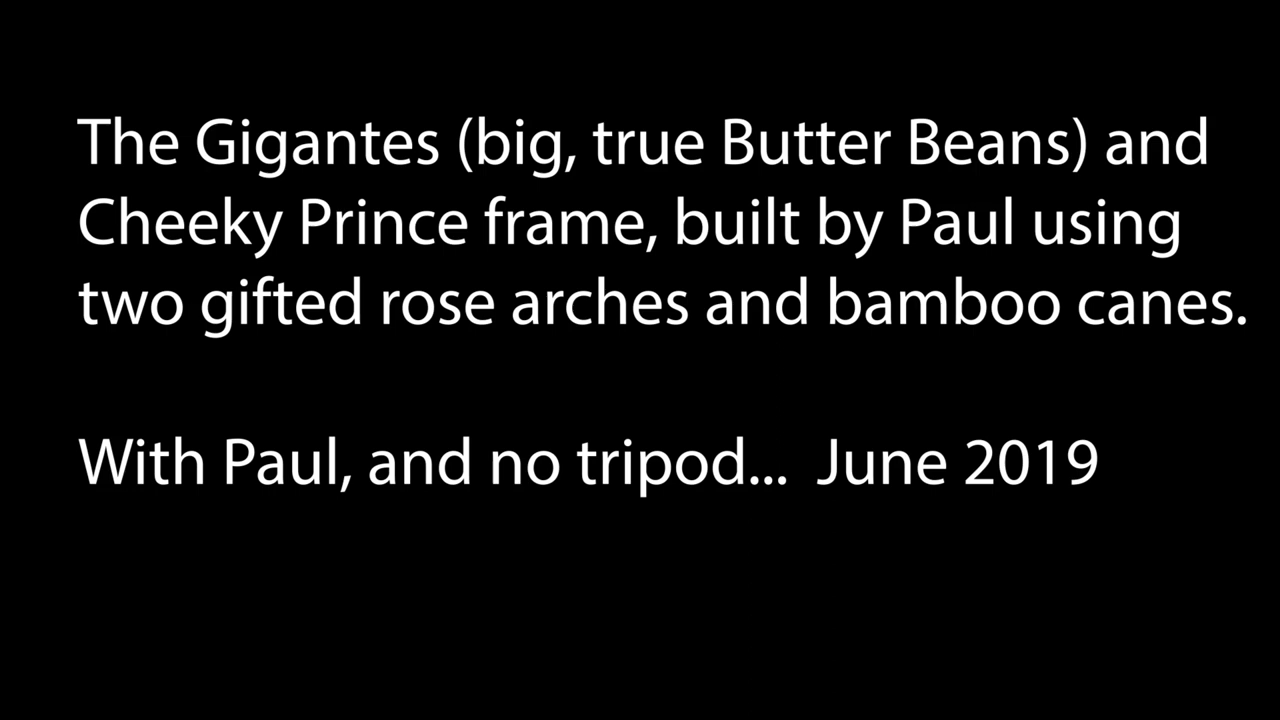 The Gigantes (big, true Butter Beans) and
Cheeky Prince frame, built by Paul using
two gifted rose arches and bamboo canes.
With Paul, and no tripod...  June 2019